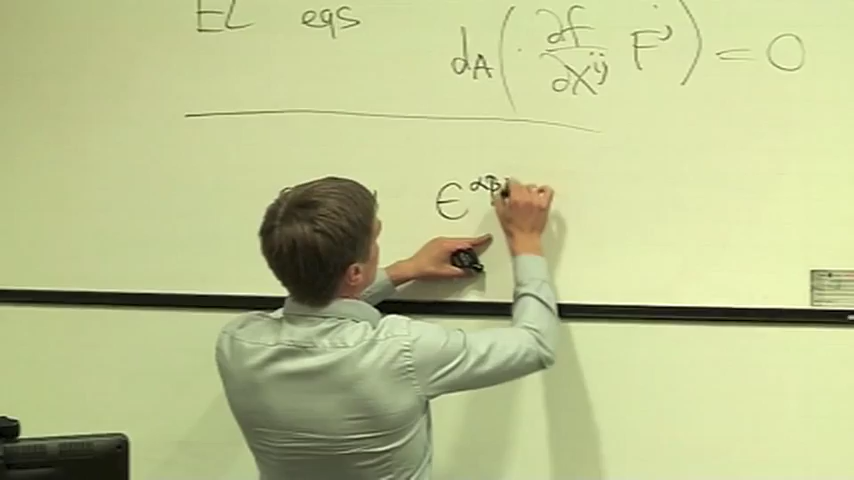 EL eqs
d_A( ∂f/∂X^{ij} F^j ) = 0
ϵ^{αβ